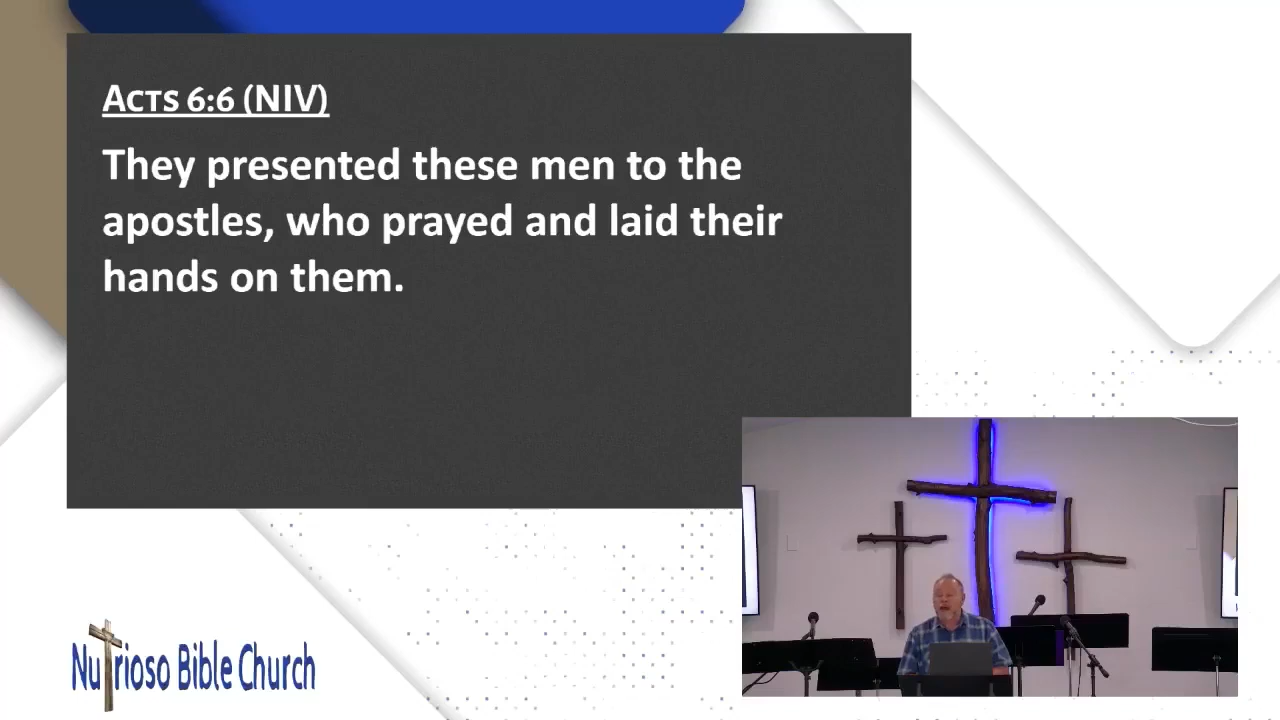 Acts 6:6 (NIV)
They presented these men to the
apostles, who prayed and laid their
hands on them.
Nutrioso Bible Church